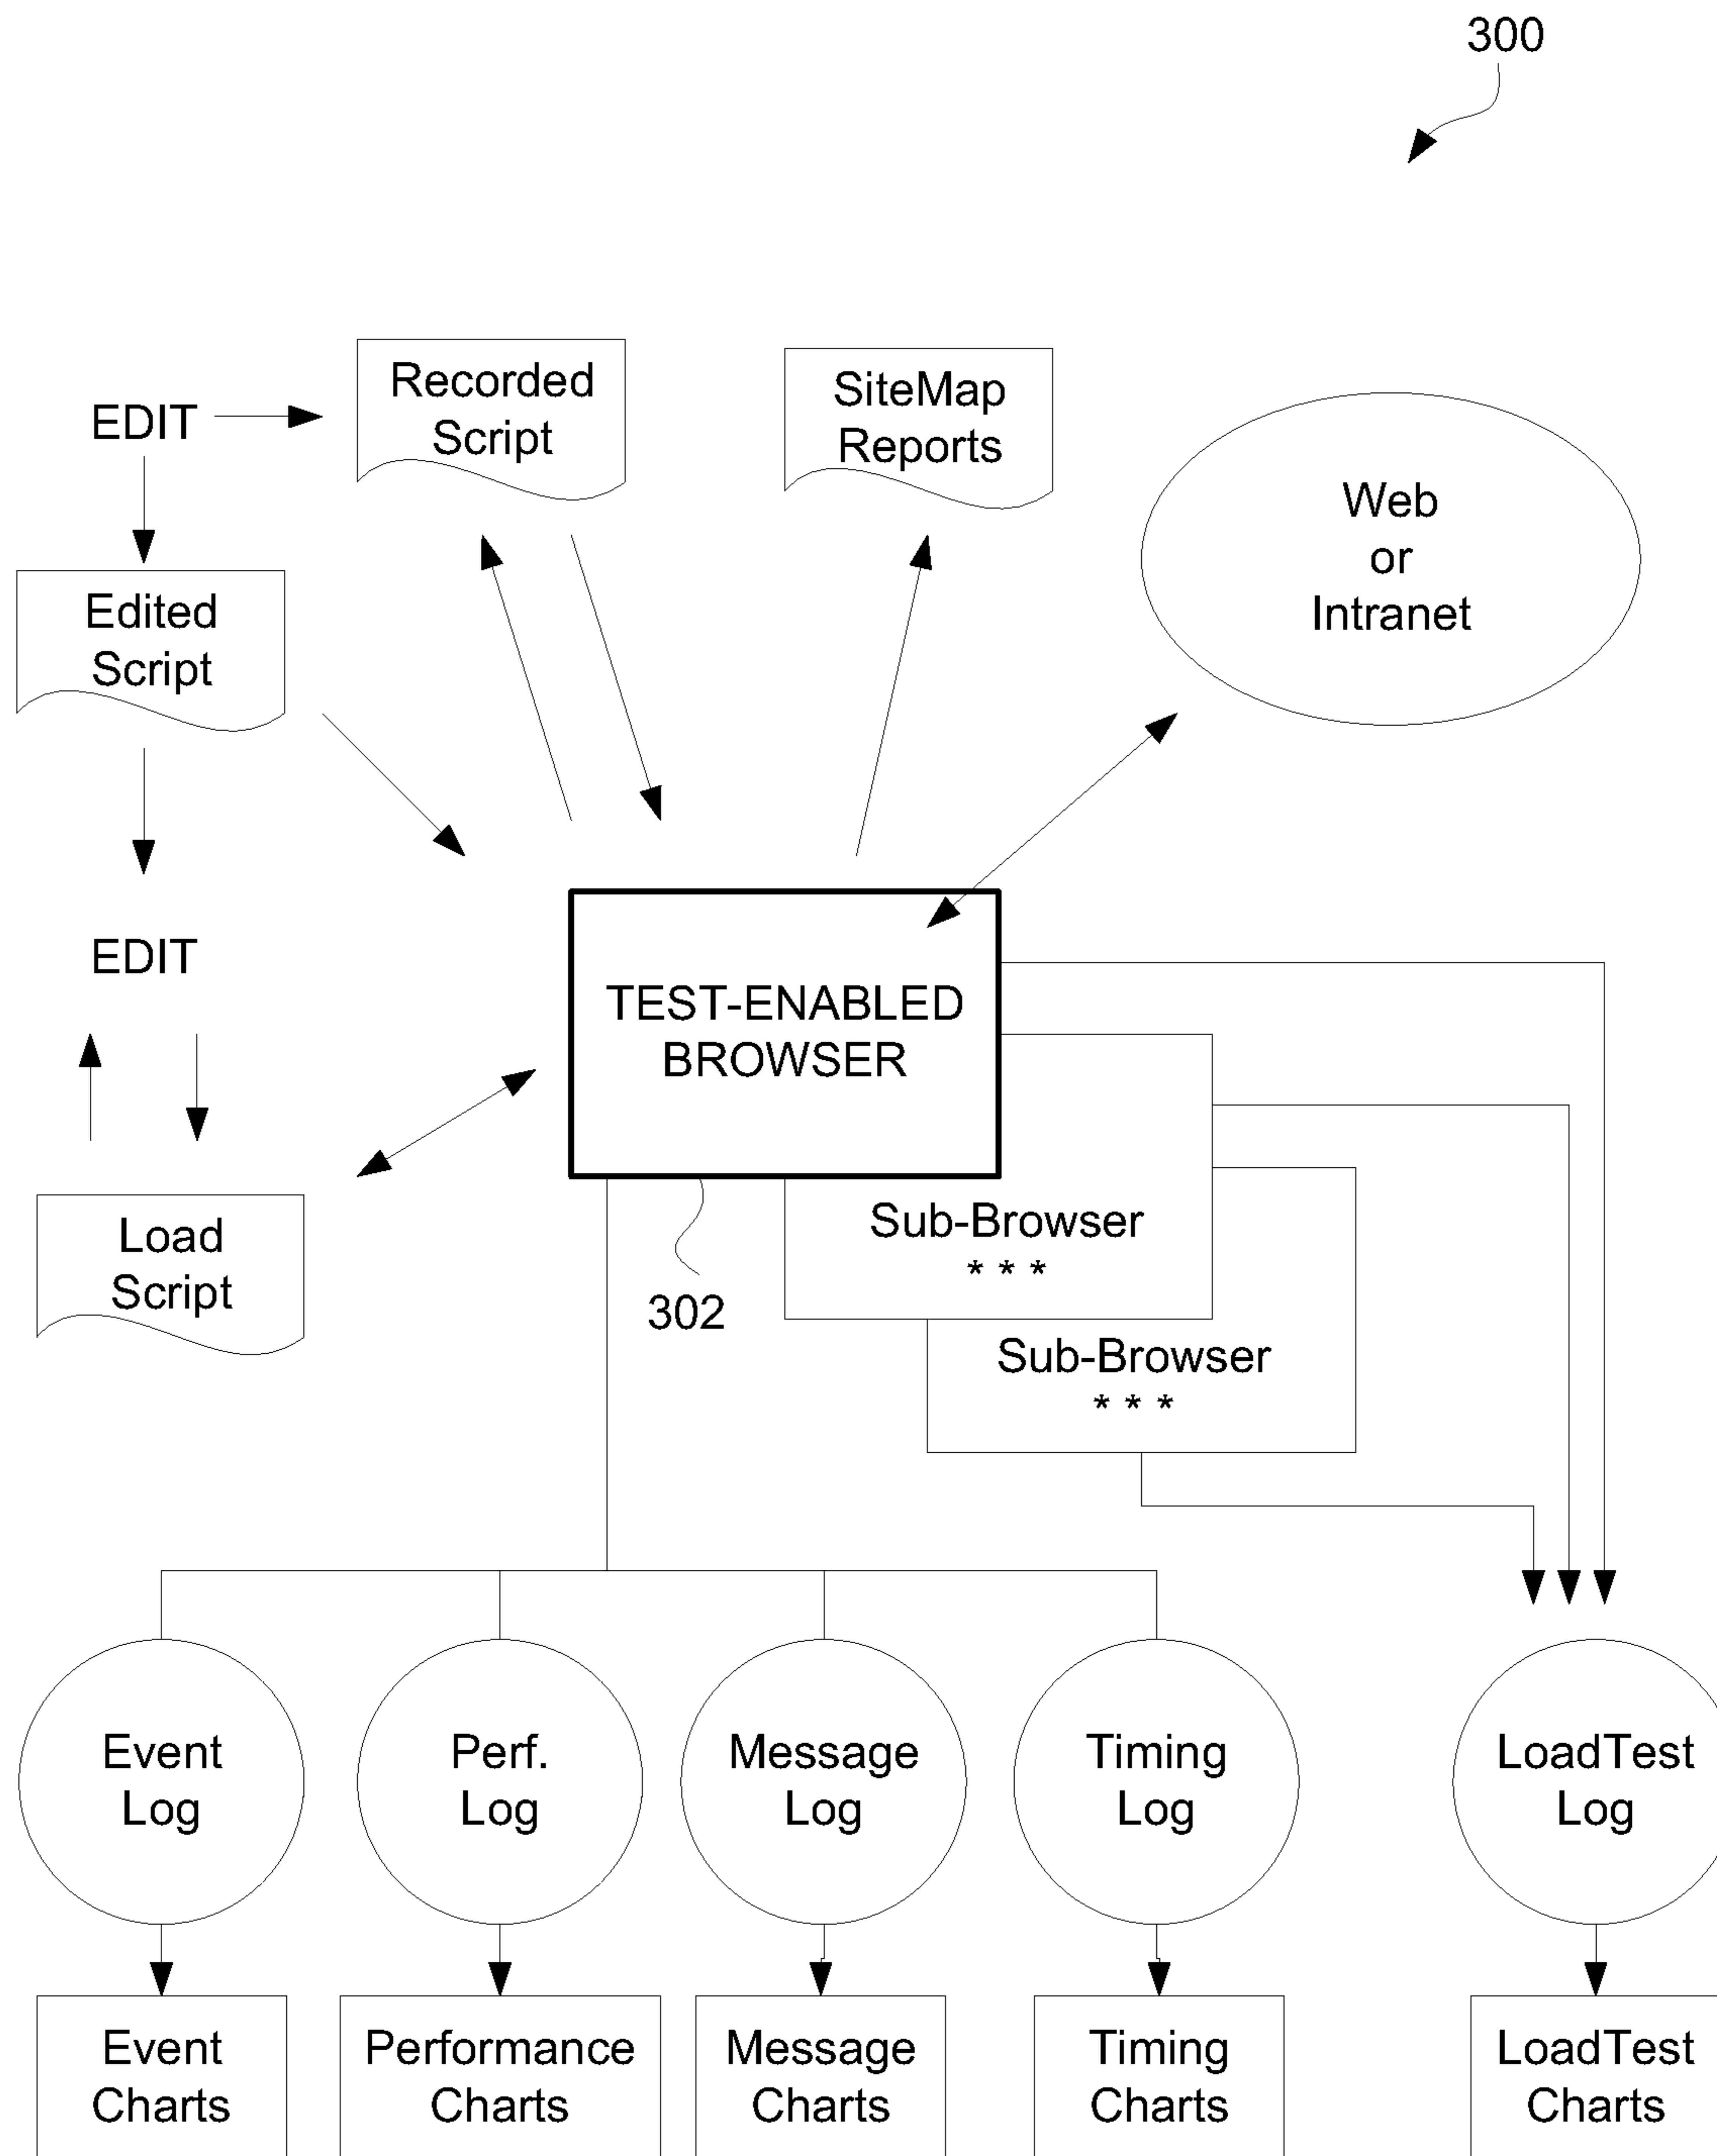 300
EDIT
Recorded
Script
SiteMap
Reports
Web
or
Intranet
Edited
Script
EDIT
TEST-ENABLED
BROWSER
Load
Script
Sub-Browser
* * *
302
Sub-Browser
* * *
Event
Log
Perf.
Log
Message
Log
Timing
Log
LoadTest
Log
Event
Charts
Performance
Charts
Message
Charts
Timing
Charts
LoadTest
Charts